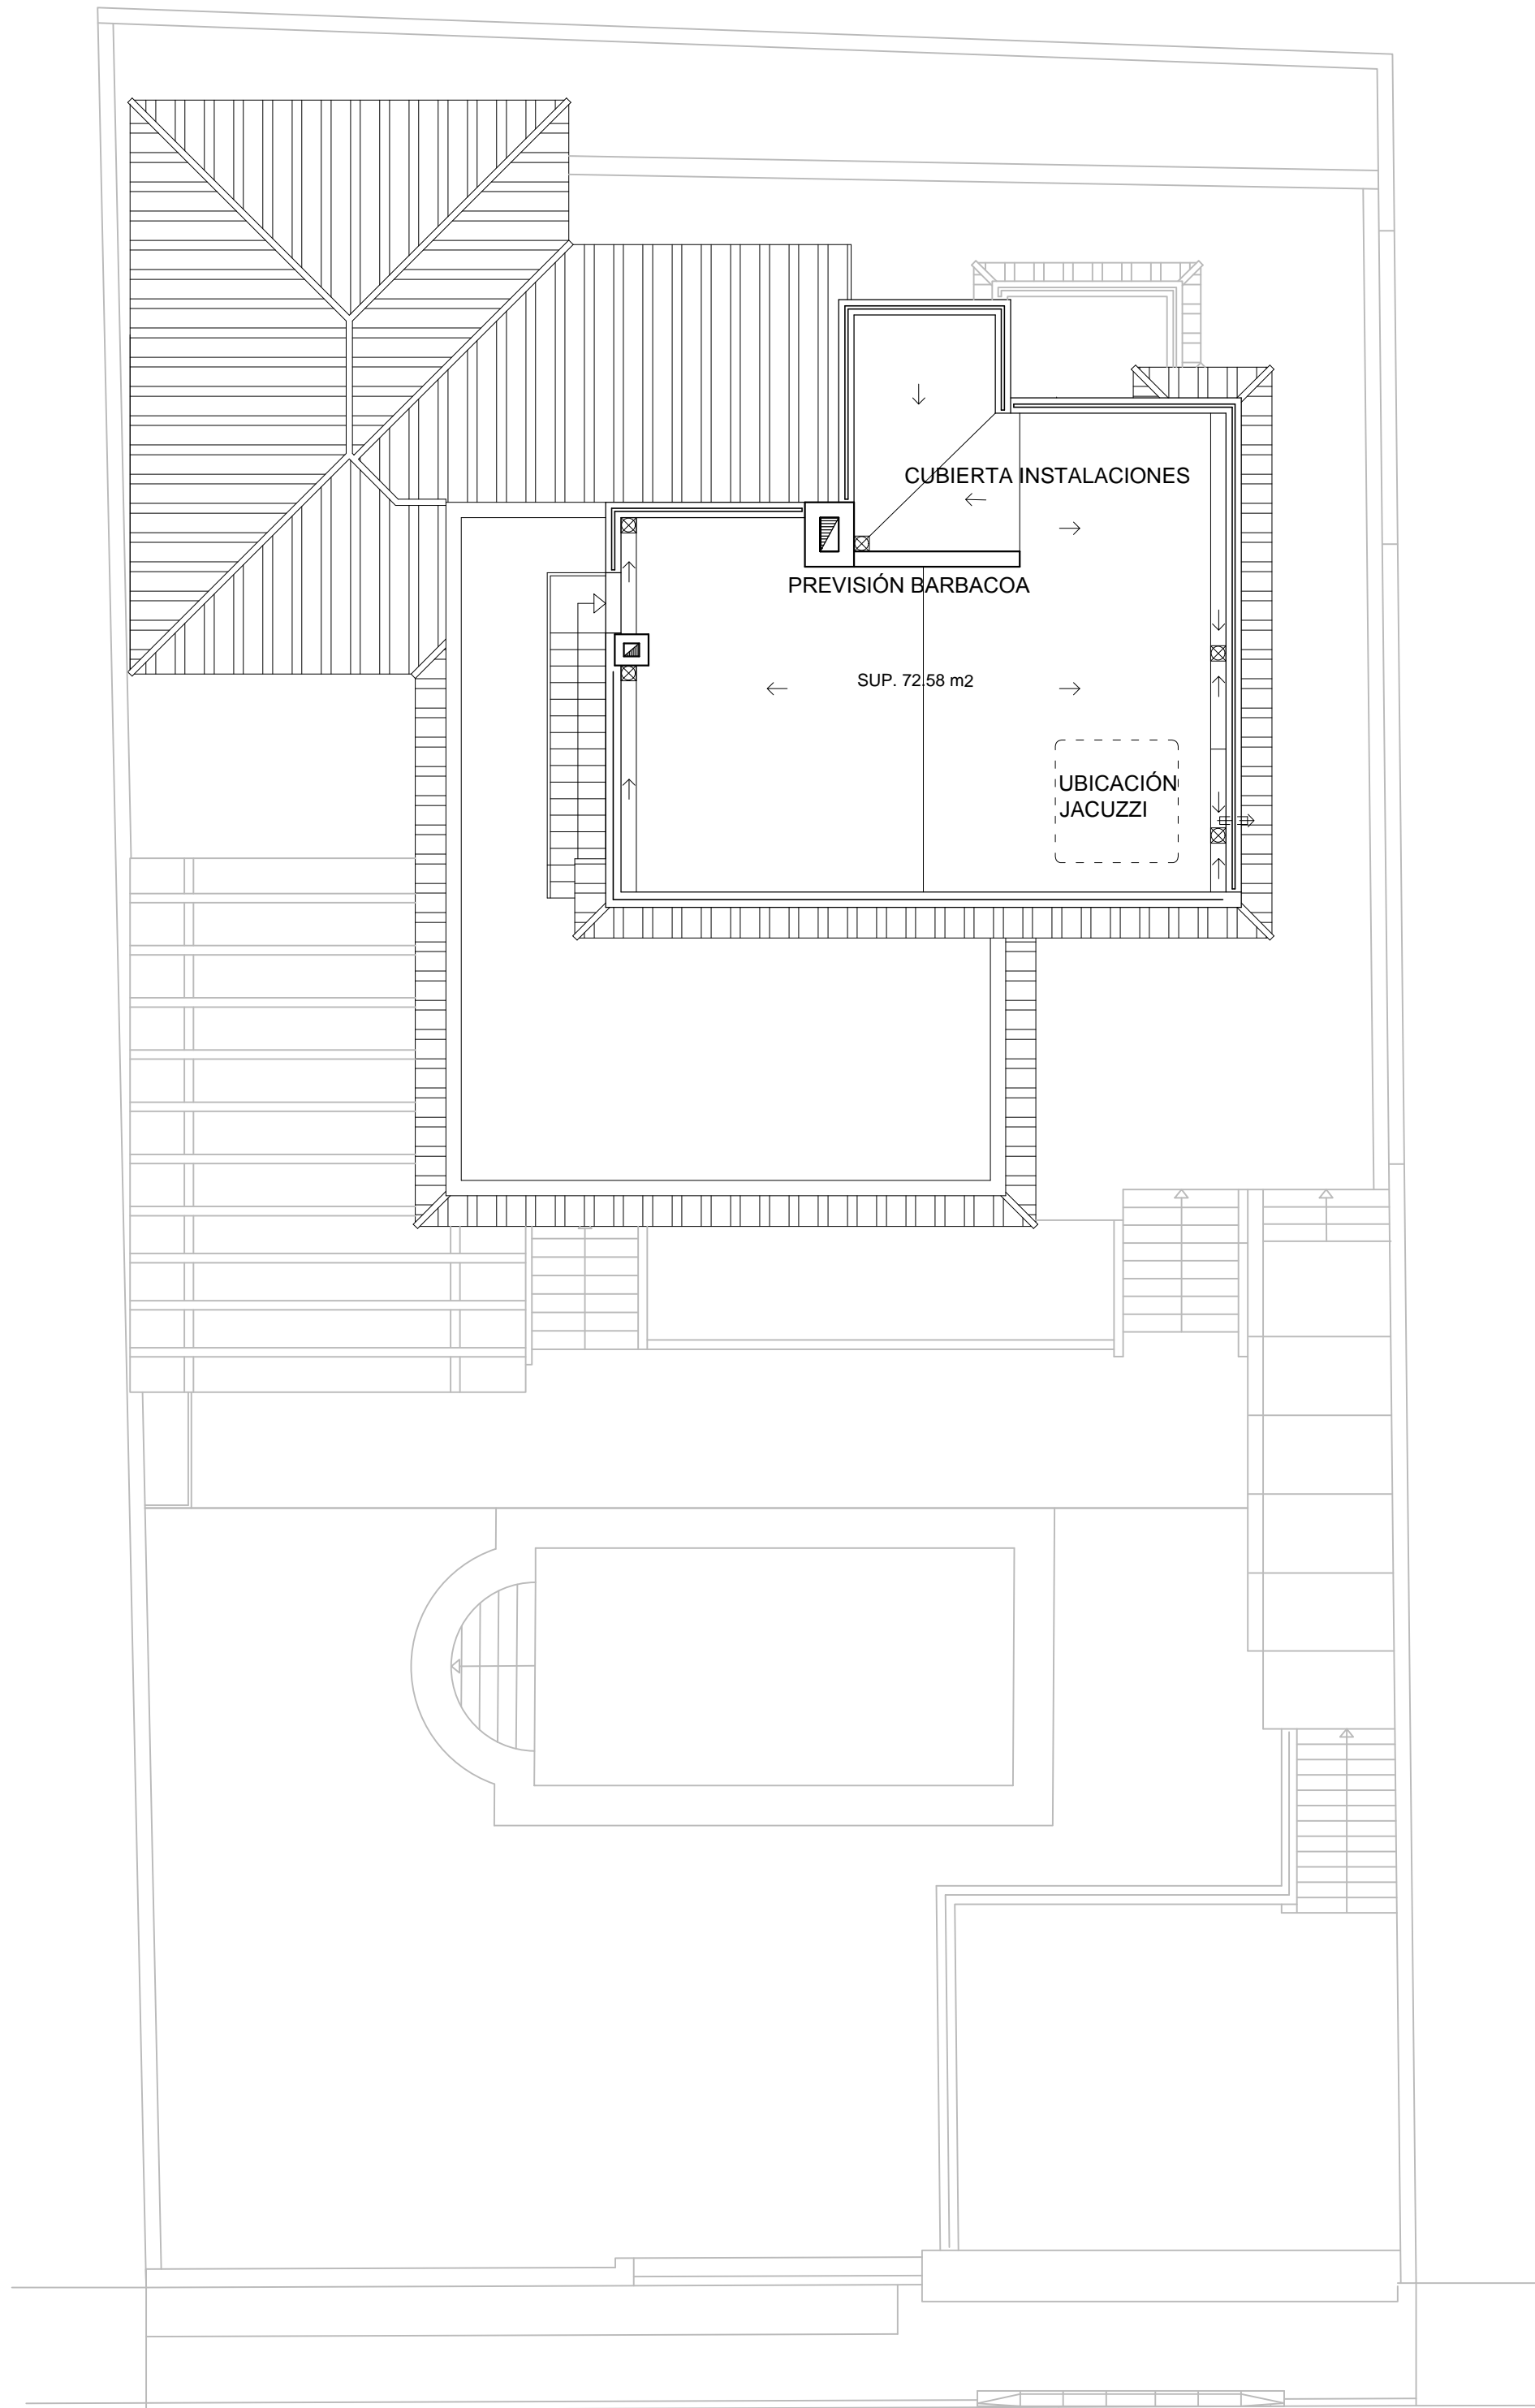 CUBIERTA INSTALACIONES
PREVISIÓN BARBACOA
SUP. 72.58 m2
UBICACIÓN
JACUZZI